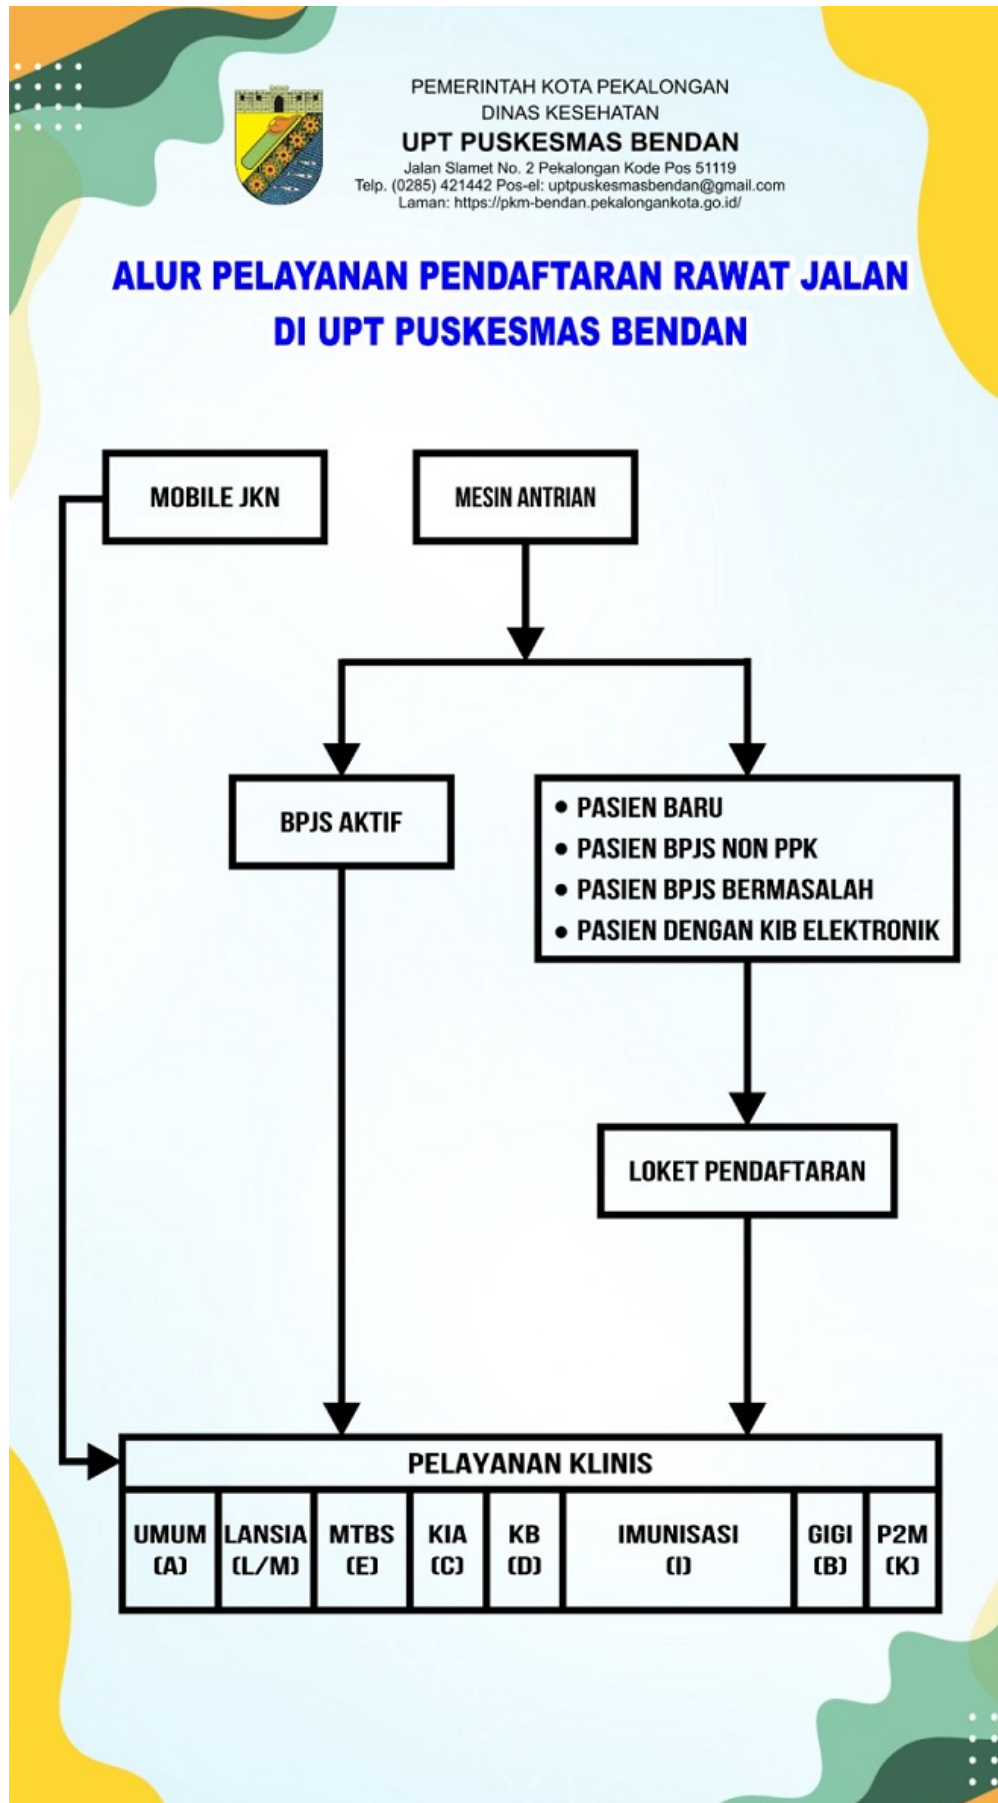 PEMERINTAH KOTA PEKALONGAN
DINAS KESEHATAN
UPT PUSKESMAS BENDAN
Jalan Slamet No. 2 Pekalongan Kode Pos 51119
Telp. (0285) 421442 Pos-el: uptpuskesmasbendan@gmail.com
Laman: https://pkm-bendan.pekalongankota.go.id/
ALUR PELAYANAN PENDAFTARAN RAWAT JALAN
DI UPT PUSKESMAS BENDAN
MOBILE JKN
MESIN ANTRIAN
BPJS AKTIF
• PASIEN BARU
• PASIEN BPJS NON PPK
• PASIEN BPJS BERMASALAH
• PASIEN DENGAN KIB ELEKTRONIK
LOKET PENDAFTARAN
PELAYANAN KLINIS
UMUM
(A)
LANSIA
(L/M)
MTBS
(E)
KIA
(C)
KB
(D)
IMUNISASI
(I)
GIGI
(B)
P2M
(K)